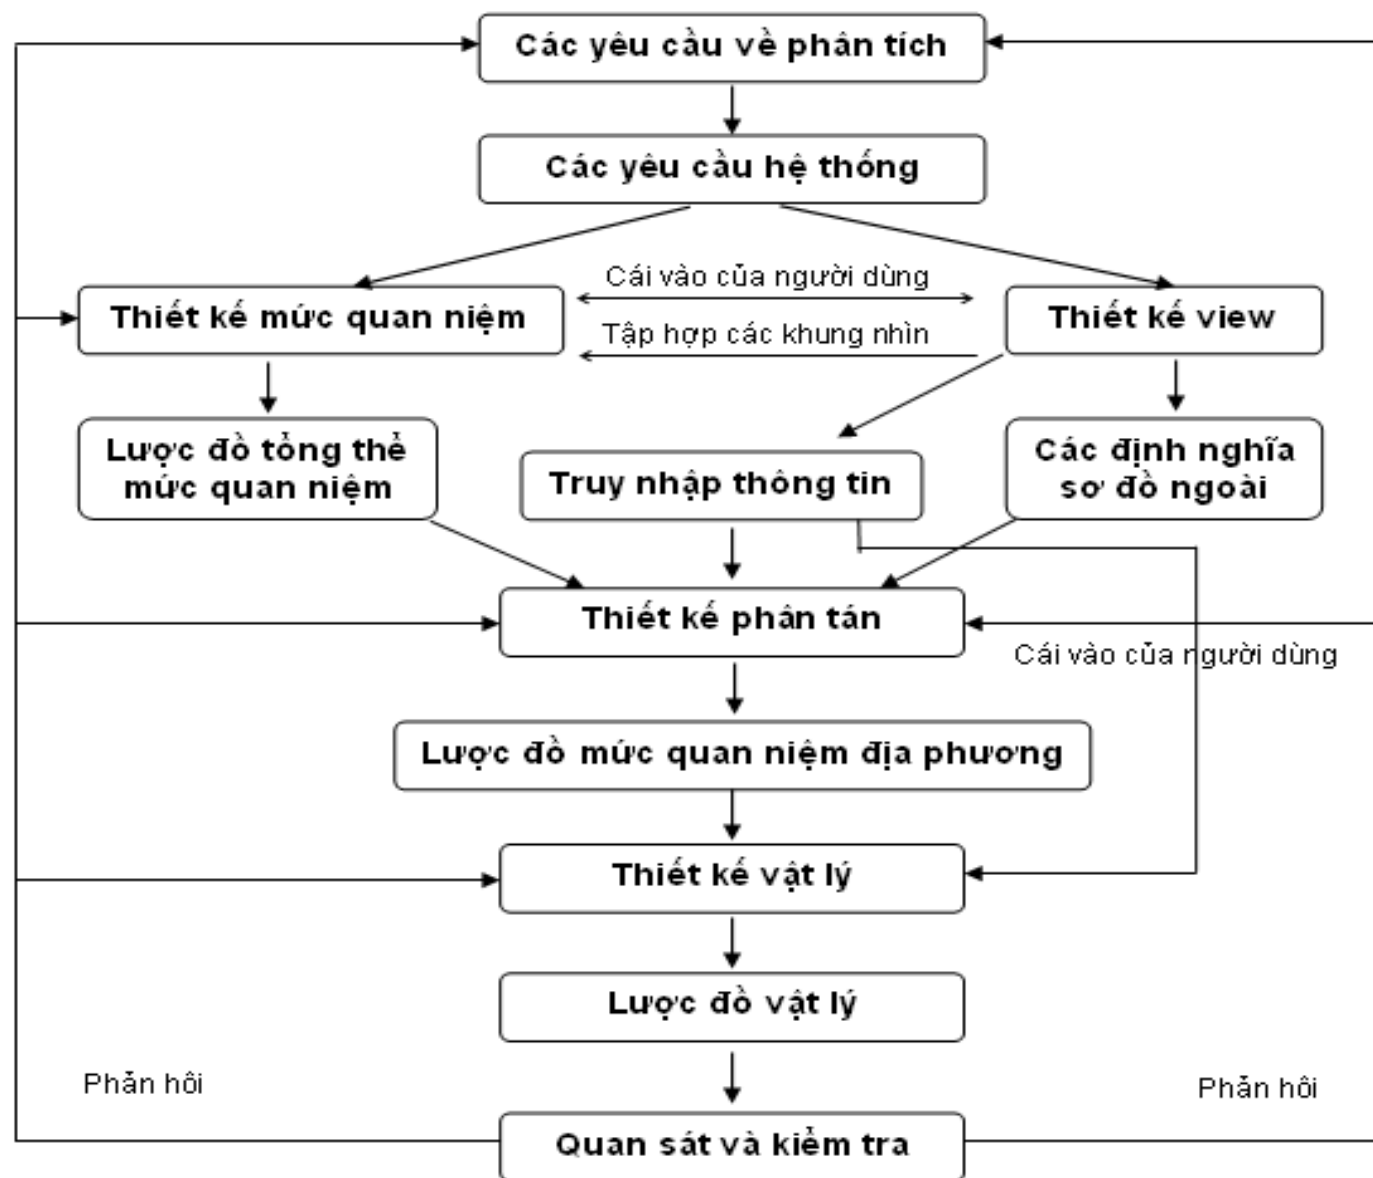 Các yêu cầu về phân tích
Các yêu cầu hệ thống
Cái vào của người dùng
Thiết kế mức quan niệm
Thiết kế view
Tập hợp các khung nhìn
Lược đồ tổng thể
mức quan niệm
Truy nhập thông tin
Các định nghĩa
sơ đồ ngoài
Thiết kế phân tán
Cái vào của người dùng
Lược đồ mức quan niệm địa phương
Thiết kế vật lý
Lược đồ vật lý
Phản hôi
Phản hôi
Quan sát và kiểm tra